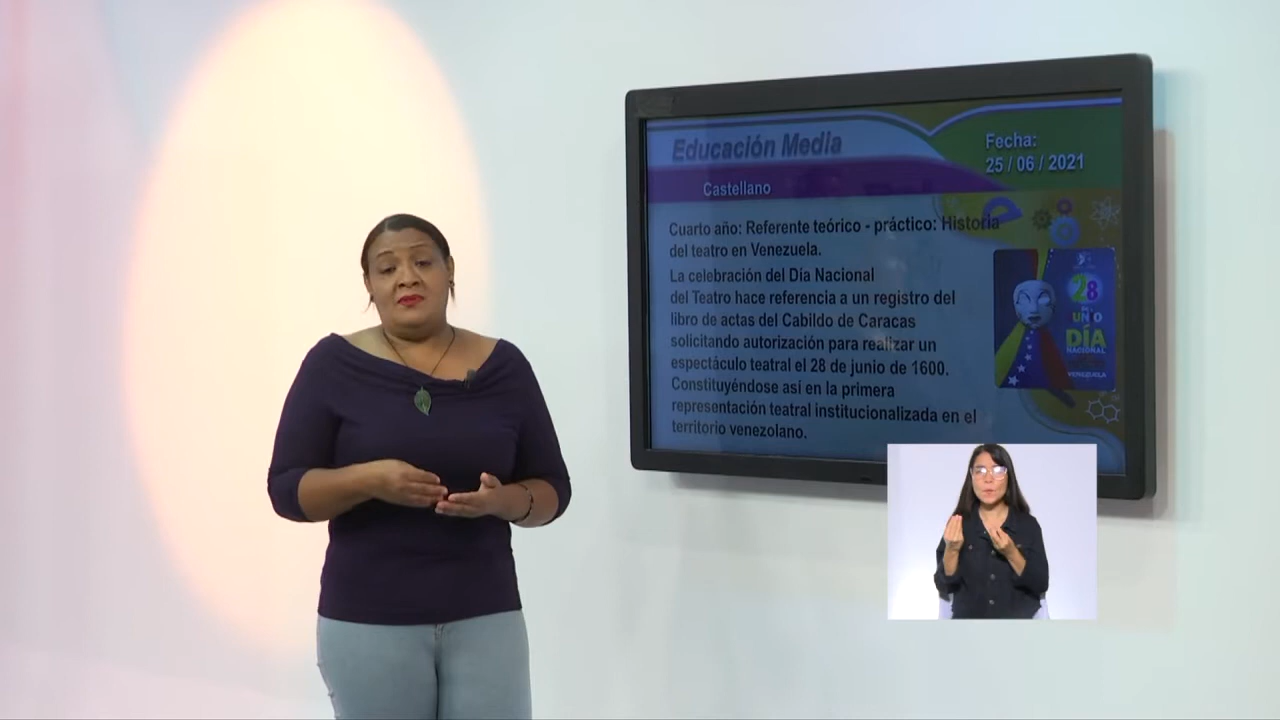 Educación Media
Fecha:
25 / 06 / 2021
Castellano
Cuarto año: Referente teórico - práctico: Historia
del teatro en Venezuela.
La celebración del Día Nacional
del Teatro hace referencia a un registro del
libro de actas del Cabildo de Caracas
solicitando autorización para realizar un
espectáculo teatral el 28 de junio de 1600.
Constituyéndose así en la primera
representación teatral institucionalizada en el
territorio venezolano.
28
DÍA
NACIONAL
VENEZUELA